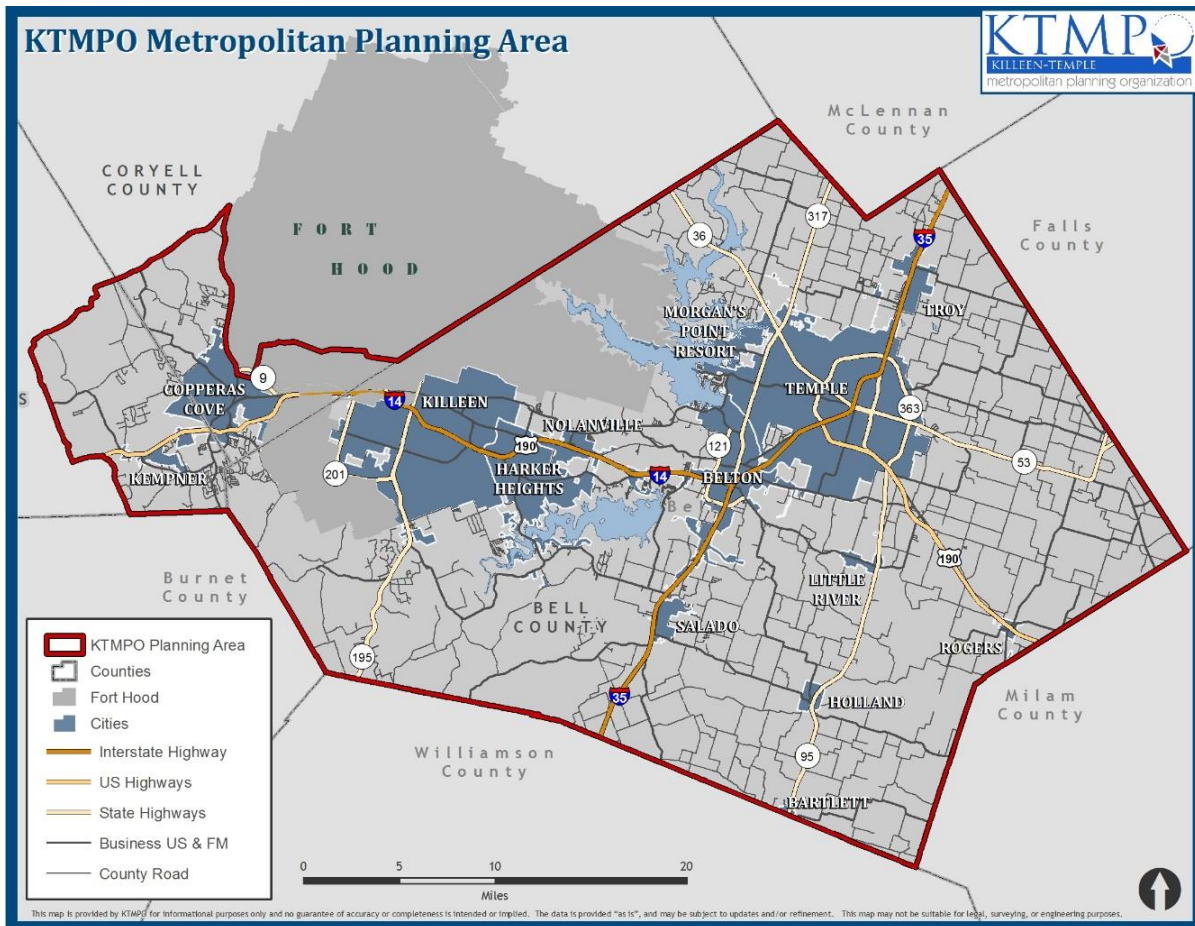 KTMPO Metropolitan Planning Area
KTMPO
KILLEEN-TEMPLE
metropolitan planning organization
McLennan
County
CORYELL
COUNTY
FORT
HOOD
Falls
County
317
36
35
TROY
MORGAN'S
POINT
RESORT
9
COPPERAS
COVE
S
14
KILLEEN
TEMPLE
363
NOLANVILLE
190
121
53
KEMPNER
201
HARKER
HEIGHTS
14
BELTON
Be
190
Burnet
County
LITTLE
RIVER
BELL
COUNTY
SALADO
ROGERS
195
35
HOLLAND
Milam
County
Williamson
County
95
BARTLETT
KTMPO Planning Area
Counties
Fort Hood
Cities
Interstate Highway
US Highways
State Highways
Business US & FM
County Road
0 5 10 20
Miles
This map is provided by KTMPO for informational purposes only and no guarantee of accuracy or completeness is intended or implied. The data is provided "as is", and may be subject to updates and/or refinement. This map may not be suitable for legal, surveying, or engineering purposes.